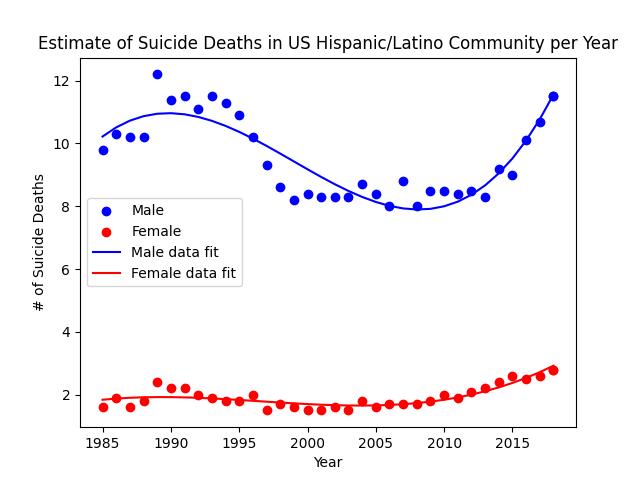 Estimate of Suicide Deaths in US Hispanic/Latino Community per Year
# of Suicide Deaths
12
10
8
6
4
2
Male
Female
Male data fit
Female data fit
1985 1990 1995 2000 2005 2010 2015
Year